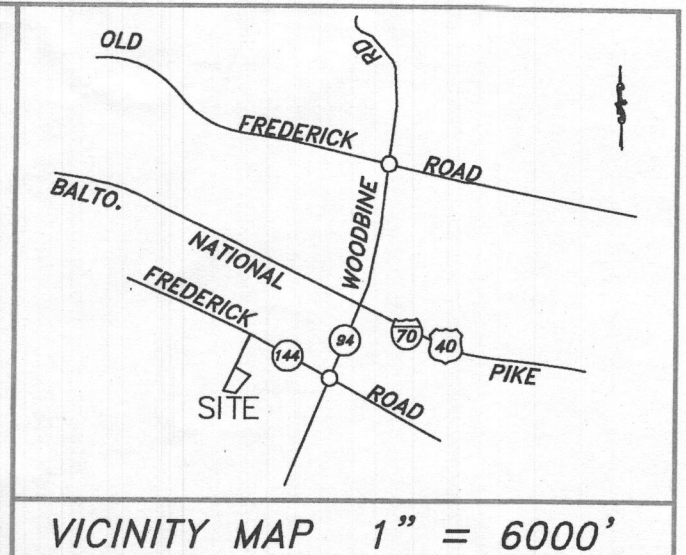 OLD FREDERICK ROAD
WOODBINE RD
BALTO. NATIONAL PIKE
70
40
94
FREDERICK ROAD
144
SITE
VICINITY MAP 1" = 6000'